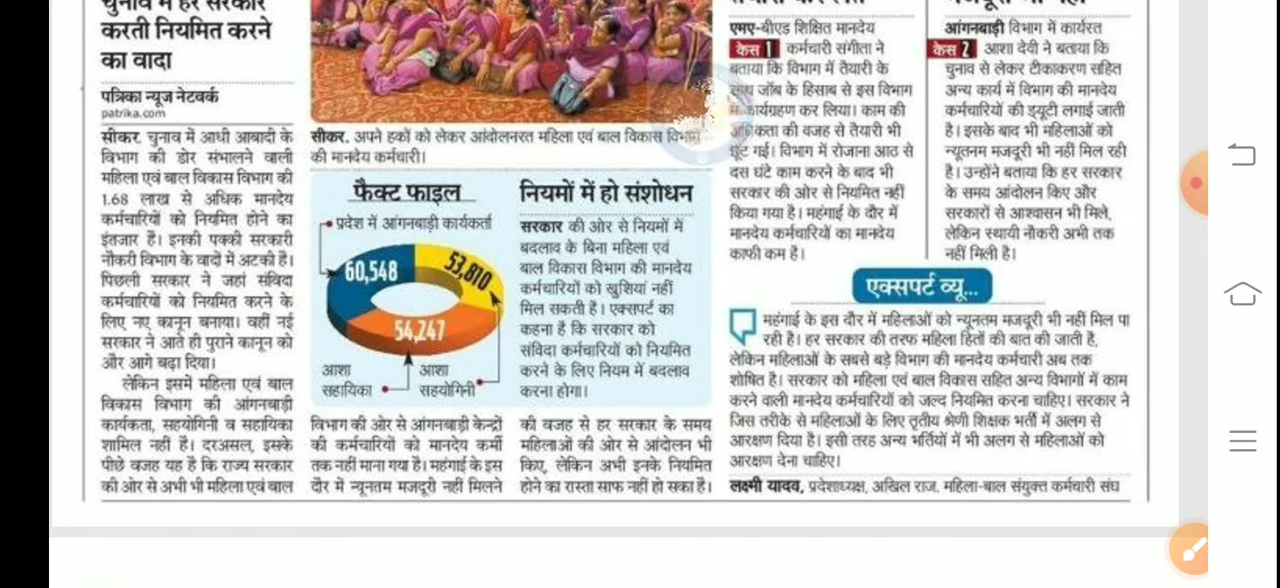 करती नियमित करने
का वादा
पत्रिका न्यूज नेटवर्क
patrika.com
सीकर. चुनाव में आधी आबादी के
विभाग की डोर संभालने वाली
महिला एवं बाल विकास विभाग की
1.68 लाख से अधिक मानदेय
कर्मचारियों को नियमित होने का
इंतजार है। इनकी पक्की सरकारी
नौकरी विभाग के वादों में अटकी है।
पिछली सरकार ने जहां संविदा
कर्मचारियों को नियमित करने के
लिए नए कानून बनाया। वहीं नई
सरकार ने आते ही पुराने कानून को
और आगे बढ़ा दिया।
लेकिन इसमें महिला एवं बाल
विकास विभाग की आंगनबाड़ी
कार्यकता, सहयोगिनी व सहायिका
शामिल नहीं है। दरअसल, इसके
पीछे वजह यह है कि राज्य सरकार
की ओर से अभी भी महिला एवं बाल
सीकर. अपने हकों को लेकर आंदोलनरत महिला एवं बाल विकास विभाग
की मानदेय कर्मचारी।
फैक्ट फाइल
प्रदेश में आंगनबाड़ी कार्यकर्ता
60,548
53,810
54,247
आशा
सहायिका
आशा
सहयोगिनी
नियमों में हो संशोधन
सरकार की ओर से नियमों में
बदलाव के बिना महिला एवं
बाल विकास विभाग की मानदेय
कर्मचारियों को खुशियां नहीं
मिल सकती है। एक्सपर्ट का
कहना है कि सरकार को
संविदा कर्मचारियों को नियमित
करने के लिए नियम में बदलाव
करना होगा।
विभाग की ओर से आंगनबाड़ी केन्द्रों
की कर्मचारियों को मानदेय कर्मी
तक नहीं माना गया है। महंगाई के इस
दौर में न्यूनतम मजदूरी नहीं मिलने
की वजह से हर सरकार के समय
महिलाओं की ओर से आंदोलन भी
किए, लेकिन अभी इनके नियमित
होने का रास्ता साफ नहीं हो सका है।
एमए-बीएड शिक्षित मानदेय
केस 1 कर्मचारी संगीता ने
बताया कि विभाग में तैयारी के
जॉब के हिसाब से इस विभाग
में कार्यग्रहण कर लिया। काम की
अधिकता की वजह से तैयारी भी
छूट गई। विभाग में रोजाना आठ से
दस घंटे काम करने के बाद भी
सरकार की ओर से नियमित नहीं
किया गया है। महंगाई के दौर में
मानदेय कर्मचारियों का मानदेय
काफी कम है।
आंगनबाड़ी विभाग में कार्यरत
केस 2 आशा देवी ने बताया कि
चुनाव से लेकर टीकाकरण सहित
अन्य कार्य में विभाग की मानदेय
कर्मचारियों की ड्यूटी लगाई जाती
है। इसके बाद भी महिलाओं को
न्यूतनम मजदूरी भी नहीं मिल रही
है। उन्होंने बताया कि हर सरकार
के समय आंदोलन किए और
सरकारों से आश्वासन भी मिले,
लेकिन स्थायी नौकरी अभी तक
नहीं मिली है।
एक्सपर्ट व्यू...
महंगाई के इस दौर में महिलाओं को न्यूनतम मजदूरी भी नहीं मिल पा
रही है। हर सरकार की तरफ महिला हितों की बात की जाती है,
लेकिन महिलाओं के सबसे बड़े विभाग की मानदेय कर्मचारी अब तक
शोषित है। सरकार को महिला एवं बाल विकास सहित अन्य विभागों में काम
करने वाली मानदेय कर्मचारियों को जल्द नियमित करना चाहिए। सरकार ने
जिस तरीके से महिलाओं के लिए तृतीय श्रेणी शिक्षक भर्ती में अलग से
आरक्षण दिया है। इसी तरह अन्य भर्तियों में भी अलग से महिलाओं को
आरक्षण देना चाहिए।
लक्ष्मी यादव, प्रदेशाध्यक्ष, अखिल राज. महिला-बाल संयुक्त कर्मचारी संघ